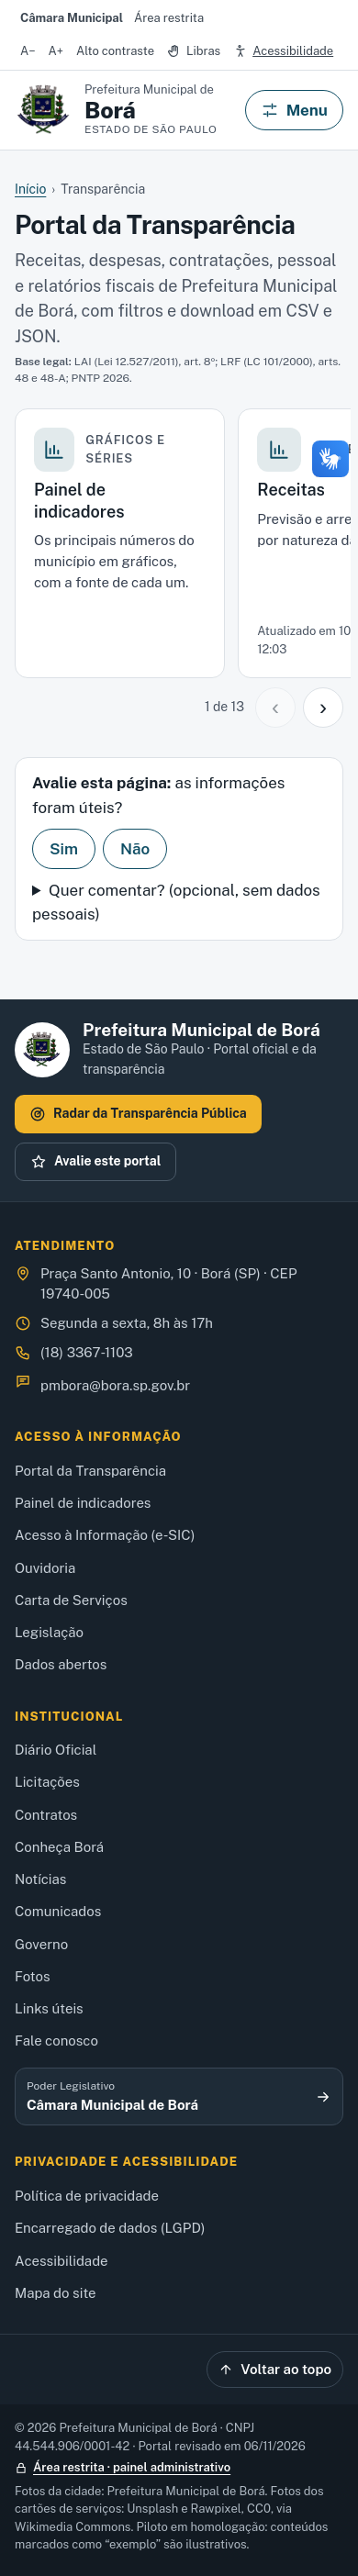 Câmara Municipal Área restrita
A− A+ Alto contraste Libras Acessibilidade
Prefeitura Municipal de
Borá
ESTADO DE SÃO PAULO
Menu
Início › Transparência
Portal da Transparência
Receitas, despesas, contratações, pessoal
e relatórios fiscais de Prefeitura Municipal
de Borá, com filtros e download em CSV e
JSON.
Base legal: LAI (Lei 12.527/2011), art. 8º; LRF (LC 101/2000), arts.
48 e 48-A; PNTP 2026.
GRÁFICOS E
SÉRIES
Painel de
indicadores
Os principais números do
município em gráficos,
com a fonte de cada um.
Receitas
Previsão e arre
por natureza da
Atualizado em 10
12:03
1 de 13 ‹ ›
Avalie esta página: as informações
foram úteis?
Sim Não
Quer comentar? (opcional, sem dados
pessoais)
Prefeitura Municipal de Borá
Estado de São Paulo · Portal oficial e da
transparência
Radar da Transparência Pública
Avalie este portal
ATENDIMENTO
Praça Santo Antonio, 10 · Borá (SP) · CEP
19740-005
Segunda a sexta, 8h às 17h
(18) 3367-1103
pmbora@bora.sp.gov.br
ACESSO À INFORMAÇÃO
Portal da Transparência
Painel de indicadores
Acesso à Informação (e-SIC)
Ouvidoria
Carta de Serviços
Legislação
Dados abertos
INSTITUCIONAL
Diário Oficial
Licitações
Contratos
Conheça Borá
Notícias
Comunicados
Governo
Fotos
Links úteis
Fale conosco
Poder Legislativo
Câmara Municipal de Borá →
PRIVACIDADE E ACESSIBILIDADE
Política de privacidade
Encarregado de dados (LGPD)
Acessibilidade
Mapa do site
↑ Voltar ao topo
© 2026 Prefeitura Municipal de Borá · CNPJ
44.544.906/0001-42 · Portal revisado em 06/11/2026
Área restrita · painel administrativo
Fotos da cidade: Prefeitura Municipal de Borá. Fotos dos
cartões de serviços: Unsplash e Rawpixel, CC0, via
Wikimedia Commons. Piloto em homologação: conteúdos
marcados como “exemplo” são ilustrativos.